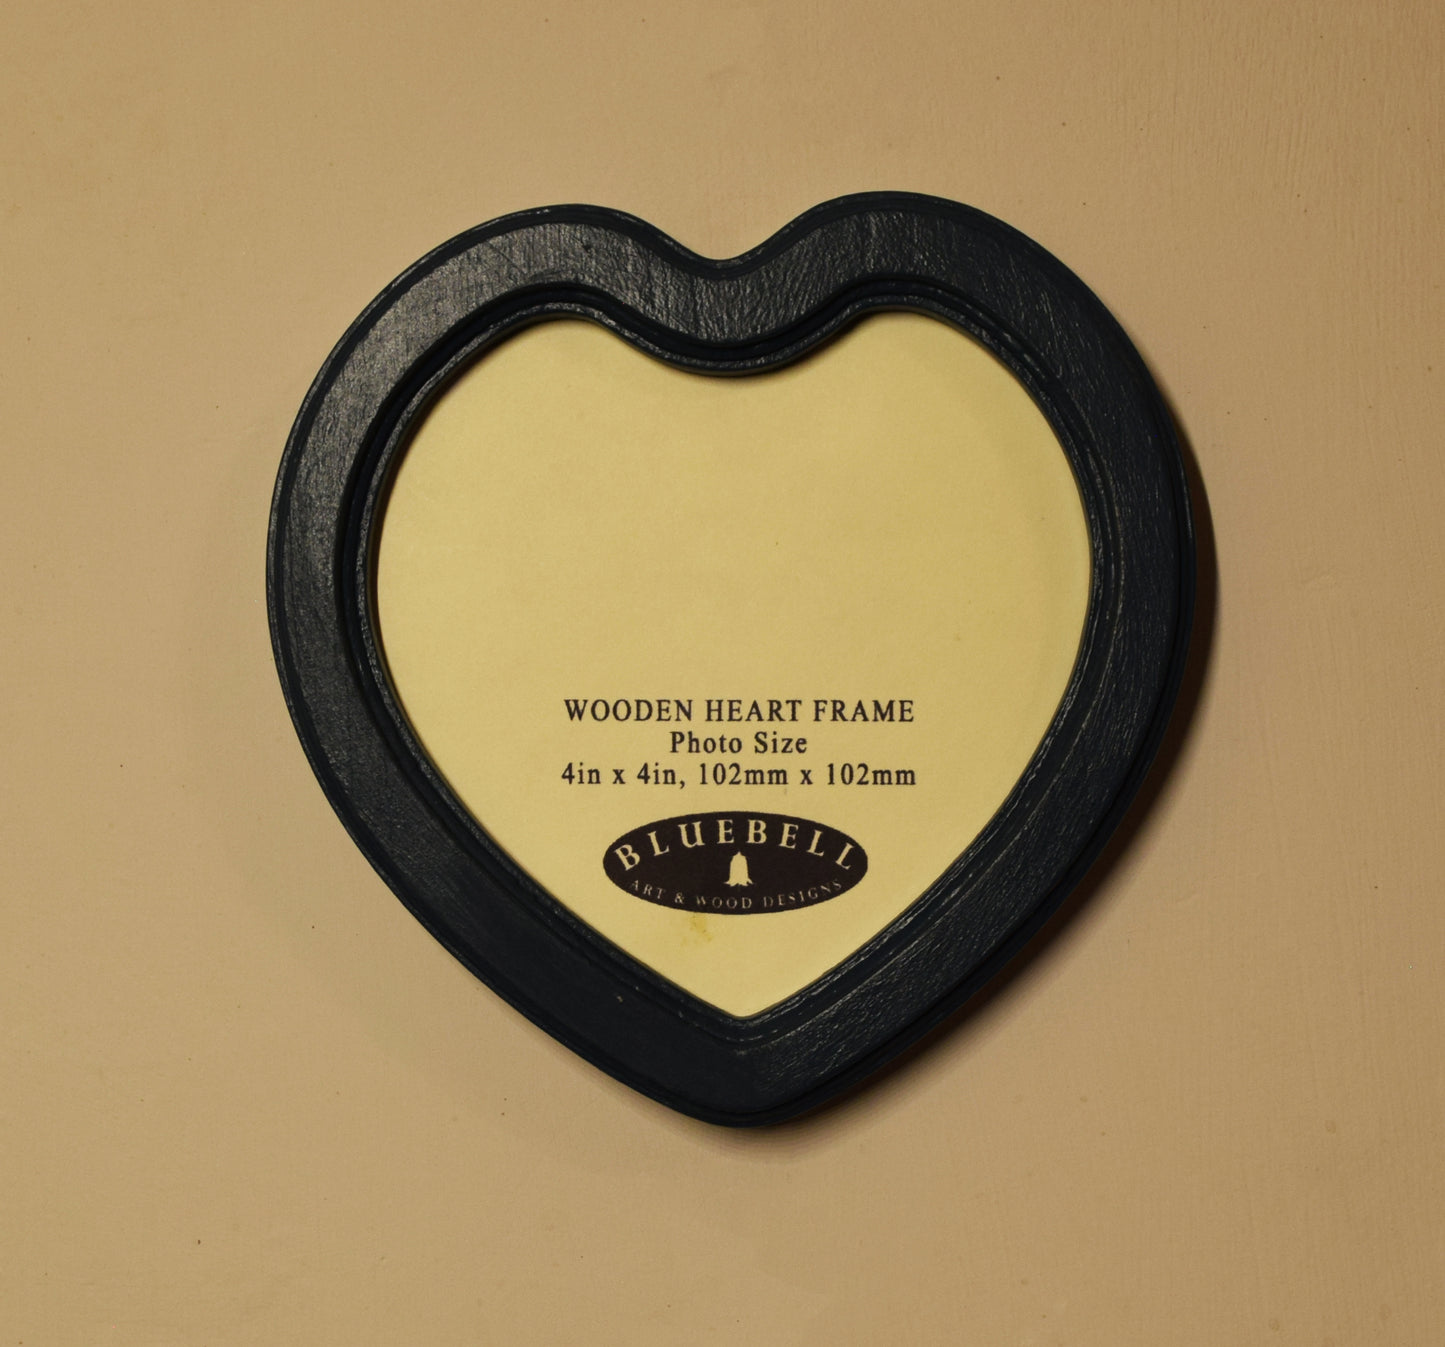 WOODEN HEART FRAME
Photo Size
4in x 4in, 102mm x 102mm
BLUEBELL
ART & WOOD DESIGNS